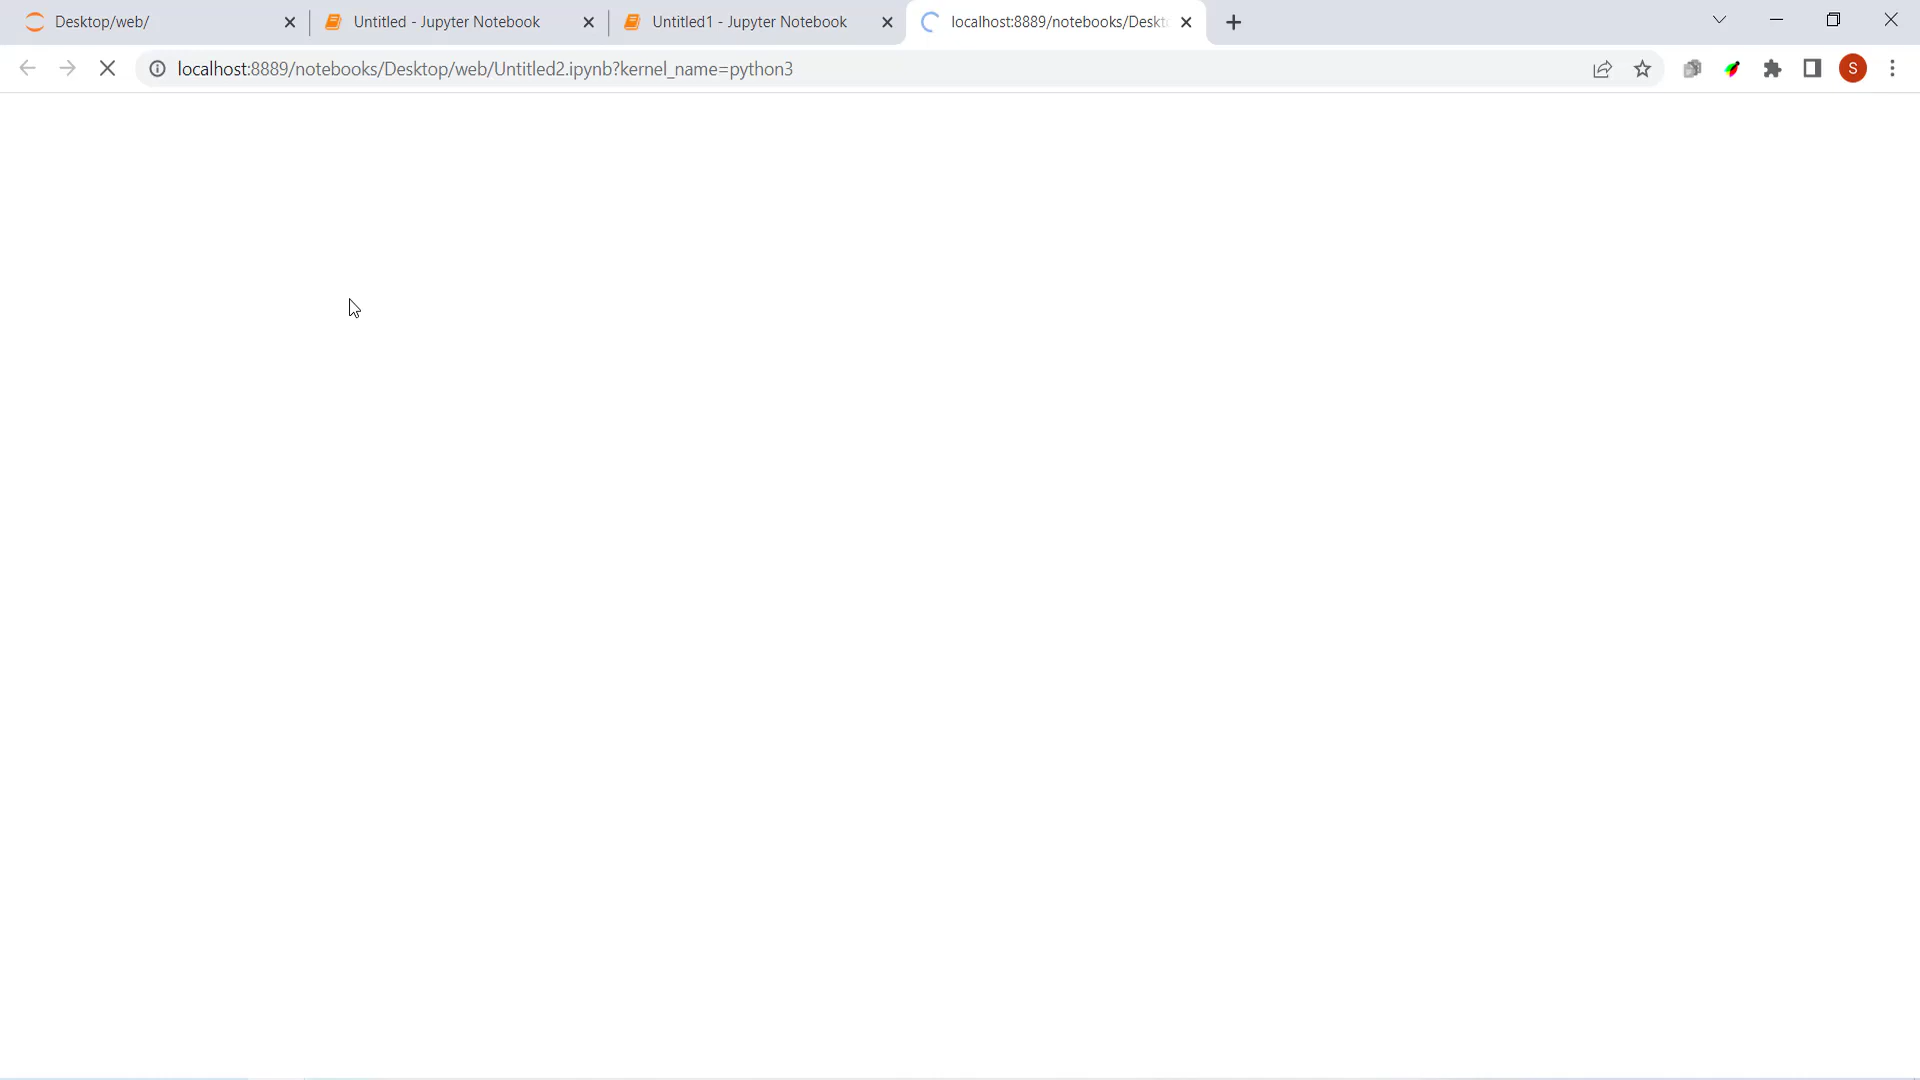 Desktop/web/
Untitled - Jupyter Notebook
Untitled1 - Jupyter Notebook
localhost:8889/notebooks/Deskt
localhost:8889/notebooks/Desktop/web/Untitled2.ipynb?kernel_name=python3
S